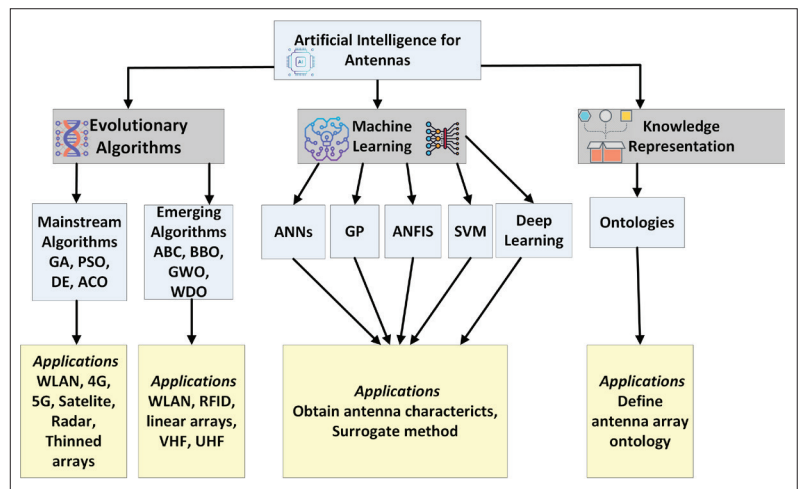 Artificial Intelligence for
Antennas
AI
Evolutionary
Algorithms
Machine
Learning
Knowledge
Representation
Mainstream
Algorithms
GA, PSO,
DE, ACO
Emerging
Algorithms
ABC, BBO,
GWO,
WDO
ANNs
GP
ANFIS
SVM
Deep
Learning
Ontologies
Applications
WLAN, 4G,
5G, Satelite,
Radar,
Thinned
arrays
Applications
WLAN, RFID,
linear arrays,
VHF, UHF
Applications
Obtain antenna charactericts,
Surrogate method
Applications
Define
antenna array
ontology